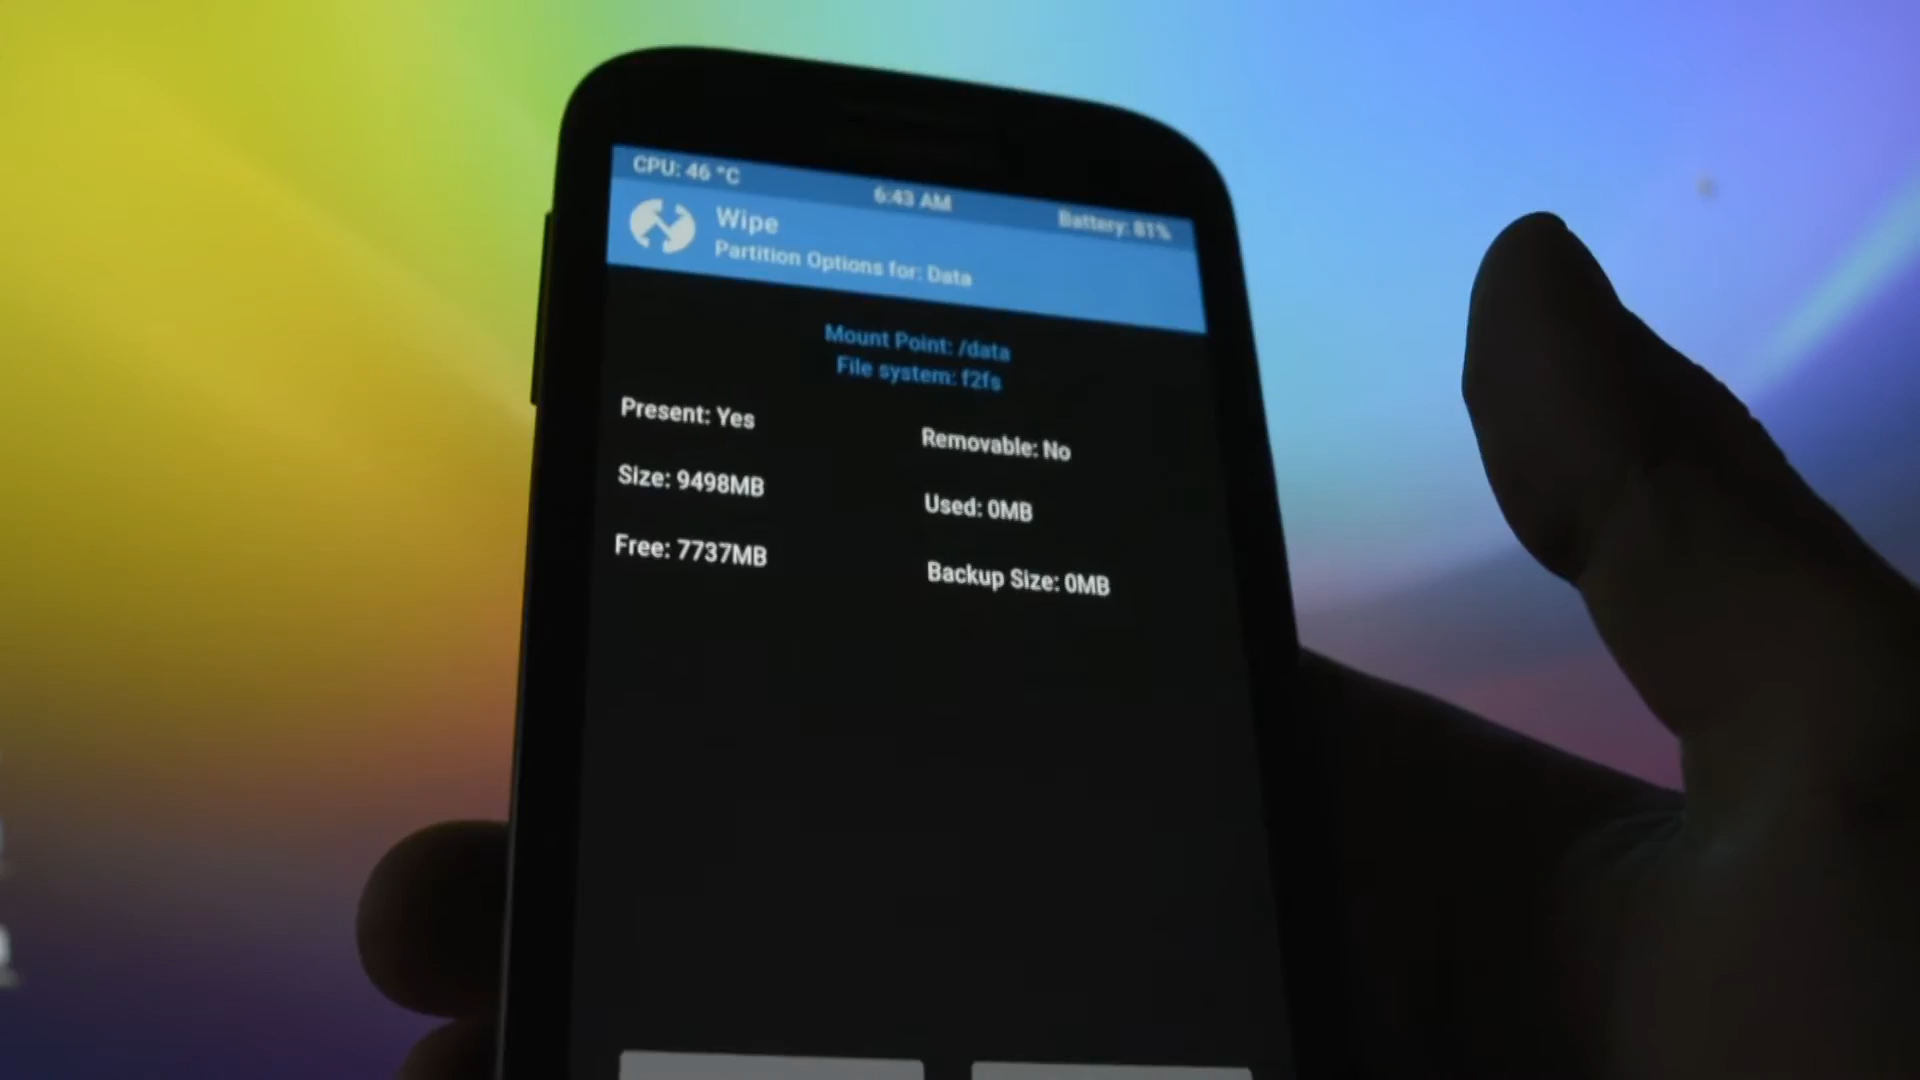 CPU: 46 °C
6:43 AM
Battery: 81%
Wipe
Partition Options for: Data
Mount Point: /data
File system: f2fs
Present: Yes
Removable: No
Size: 9498MB
Used: 0MB
Free: 7737MB
Backup Size: 0MB